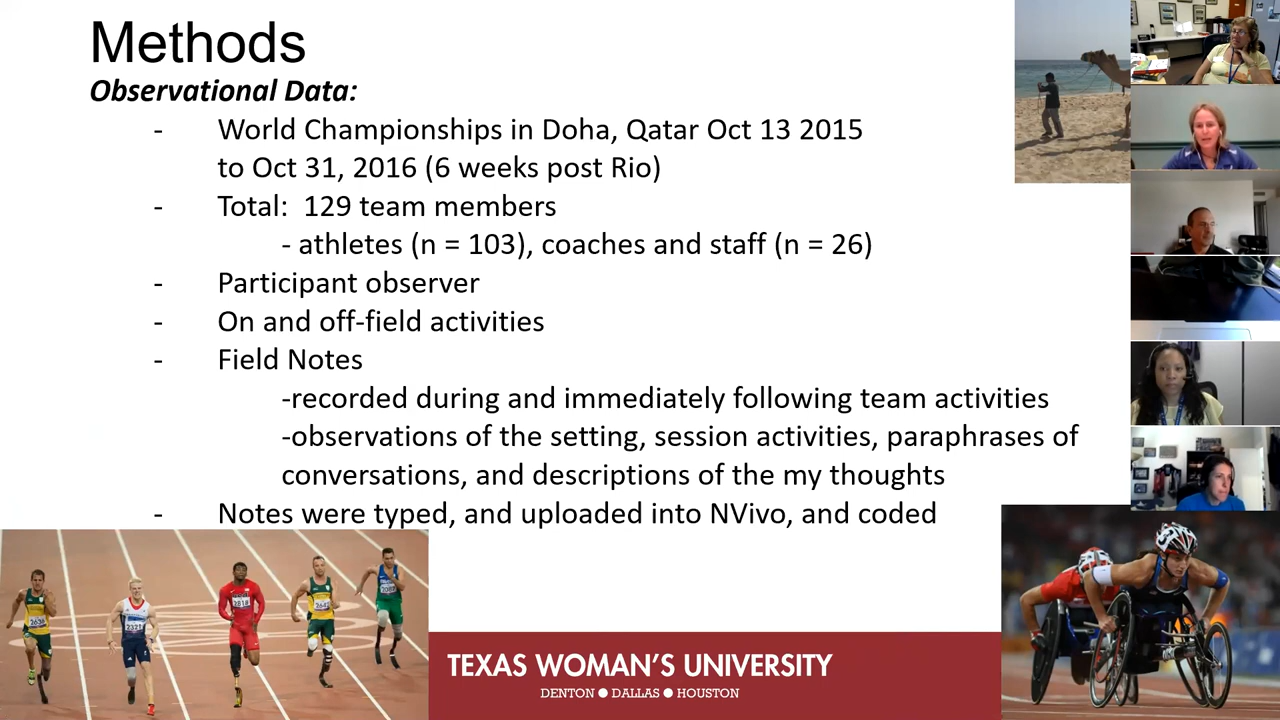 Methods
Observational Data:
- World Championships in Doha, Qatar Oct 13 2015
to Oct 31, 2016 (6 weeks post Rio)
- Total: 129 team members
- athletes (n = 103), coaches and staff (n = 26)
- Participant observer
- On and off-field activities
- Field Notes
-recorded during and immediately following team activities
-observations of the setting, session activities, paraphrases of
conversations, and descriptions of the my thoughts
- Notes were typed, and uploaded into NVivo, and coded
TEXAS WOMAN'S UNIVERSITY
DENTON ● DALLAS ● HOUSTON